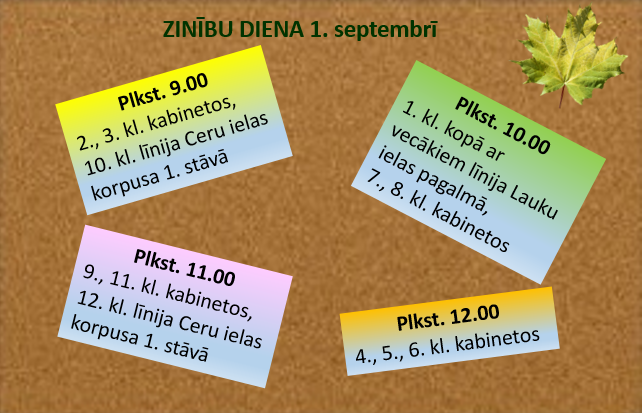 ZINĪBU DIENA 1. septembrī
Plkst. 9.00
2., 3. kl. kabinetos,
10. kl. līnija Ceru ielas
korpusa 1. stāvā
Plkst. 10.00
1. kl. kopā ar
vecākiem līnija Lauku
ielas pagalmā,
7., 8. kl. kabinetos
Plkst. 11.00
9., 11. kl. kabinetos,
12. kl. līnija Ceru ielas
korpusa 1. stāvā
Plkst. 12.00
4., 5., 6. kl. kabinetos